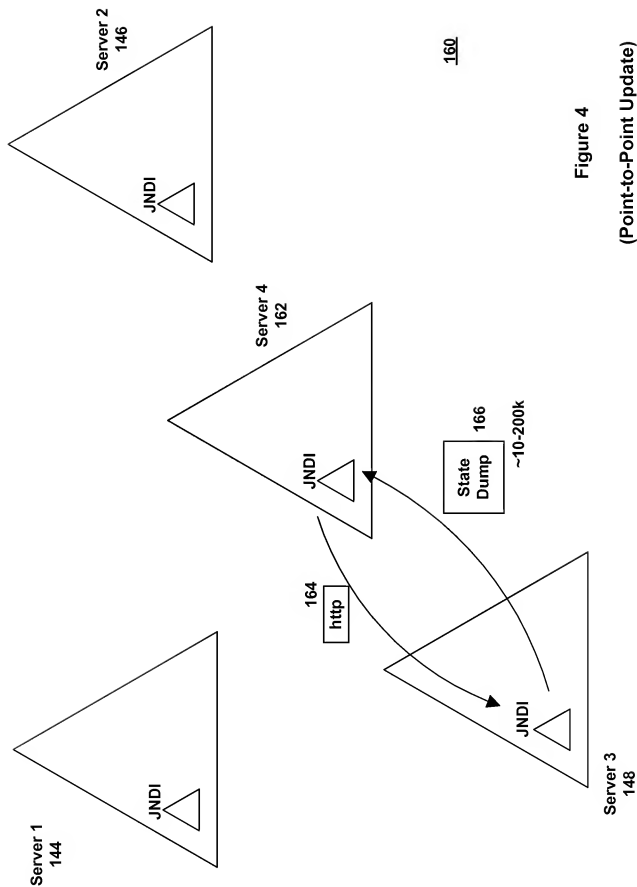 Server 1
144
JNDI
Server 2
146
JNDI
Server 4
162
JNDI
164
http
State
Dump
166
~10-200k
JNDI
Server 3
148
160
Figure 4
(Point-to-Point Update)